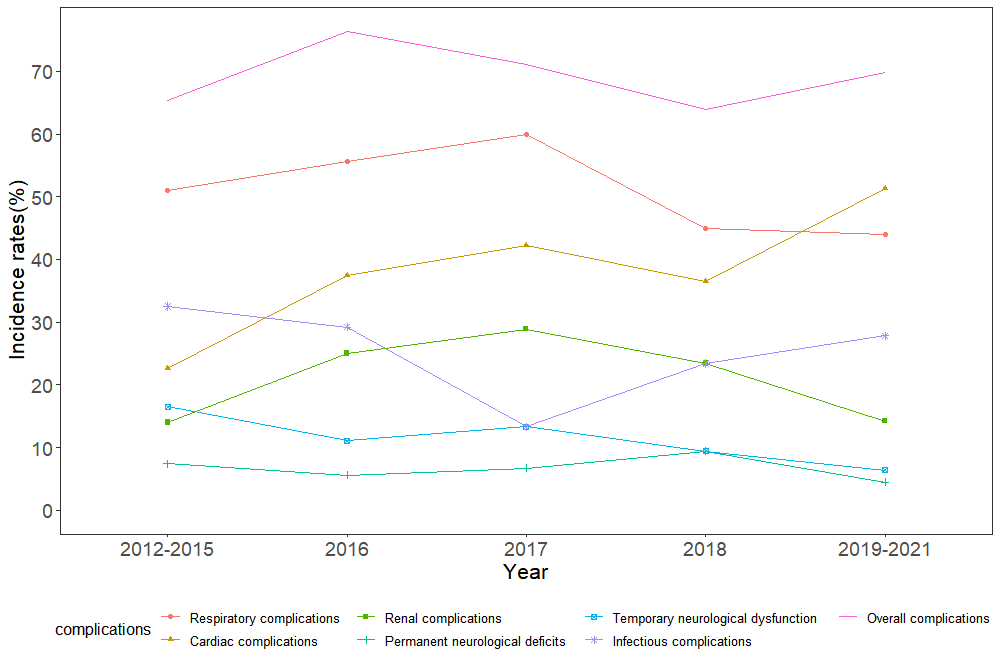 70
60
50
40
30
20
10
0
Incidence rates(%)
2012-2015 2016 2017 2018 2019-2021
Year
complications
Respiratory complications Renal complications Temporary neurological dysfunction Overall complications
Cardiac complications Permanent neurological deficits Infectious complications